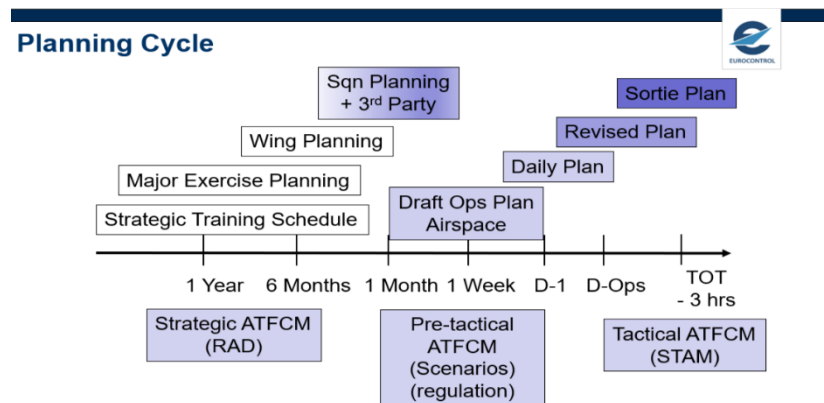 Planning Cycle
EUROCONTROL
Sqn Planning
+ 3rd Party
Sortie Plan
Wing Planning
Revised Plan
Major Exercise Planning
Daily Plan
Strategic Training Schedule
Draft Ops Plan
Airspace
1 Year
6 Months
1 Month
1 Week
D-1
D-Ops
TOT
- 3 hrs
Strategic ATFCM
(RAD)
Pre-tactical
ATFCM
(Scenarios)
(regulation)
Tactical ATFCM
(STAM)